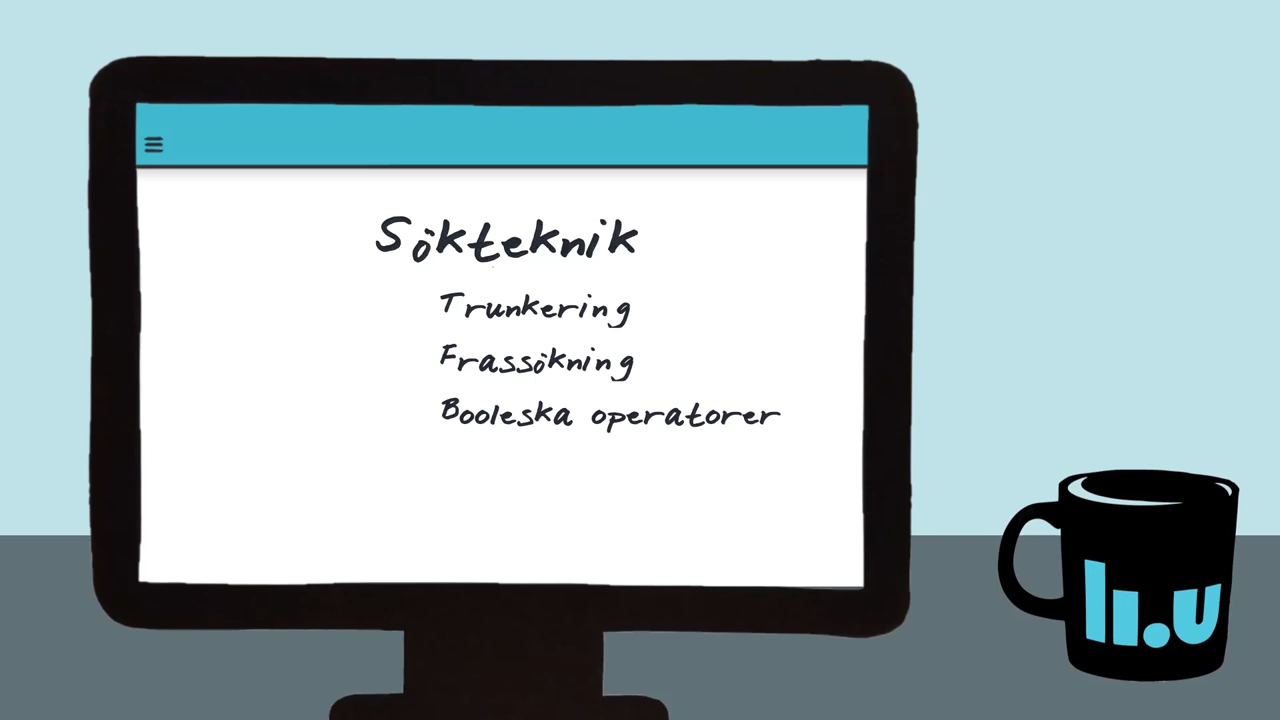 Sökteknik
Trunkering
Frassökning
Booleska operatorer
li.u